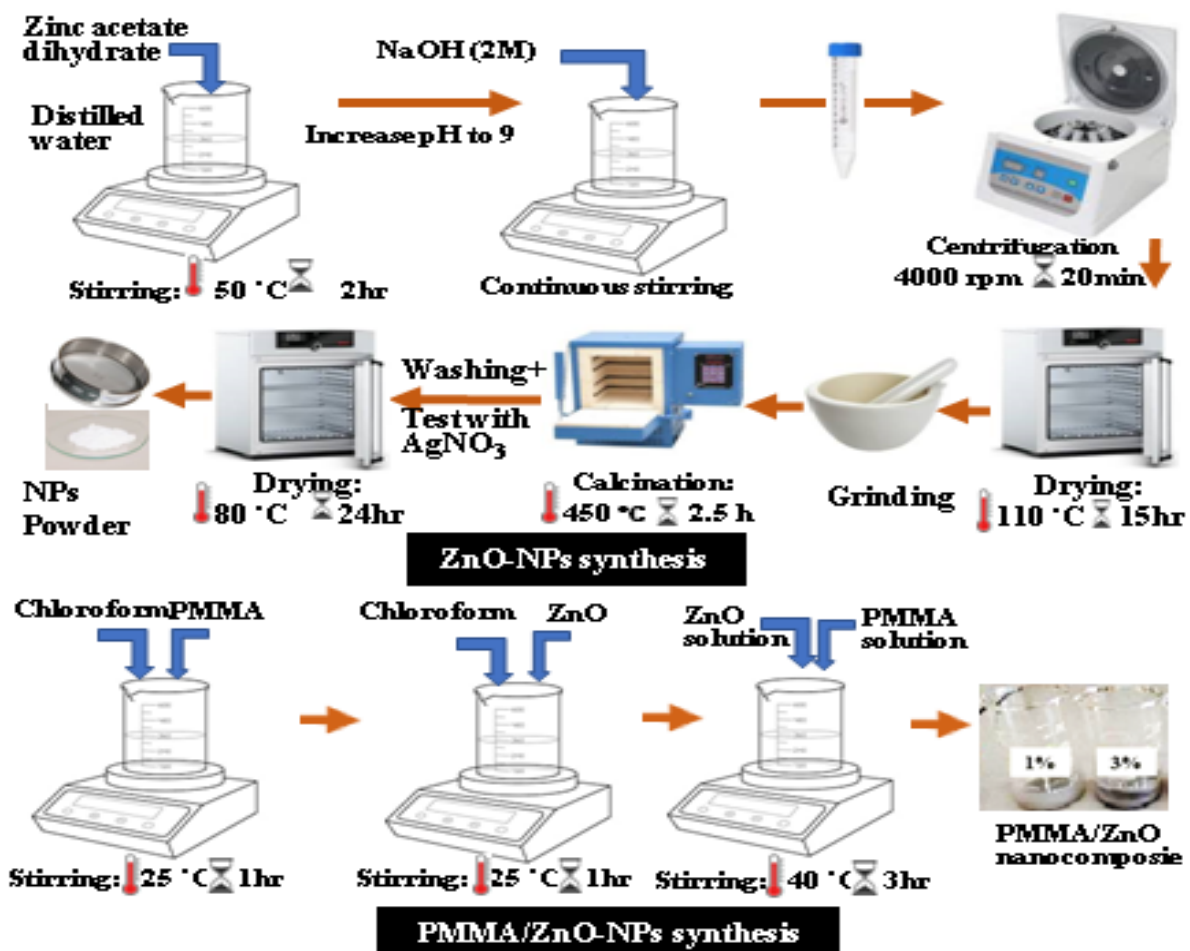 Zinc acetate
dihydrate
Distilled
water
Stirring: 50 °C 2hr
Increase pH to 9
NaOH (2M)
Continuous stirring
Centrifugation
4000 rpm 20min
Drying:
110 °C 15hr
Grinding
Calcination:
450 °C 2.5 h
Washing+
Test with
AgNO₃
Drying:
80 °C 24hr
NPs
Powder
ZnO-NPs synthesis
Chloroform PMMA
Stirring: 25 °C 1hr
Chloroform ZnO
Stirring: 25 °C 1hr
ZnO
solution
PMMA
solution
Stirring: 40 °C 3hr
1% 3%
PMMA/ZnO
nanocomposie
PMMA/ZnO-NPs synthesis